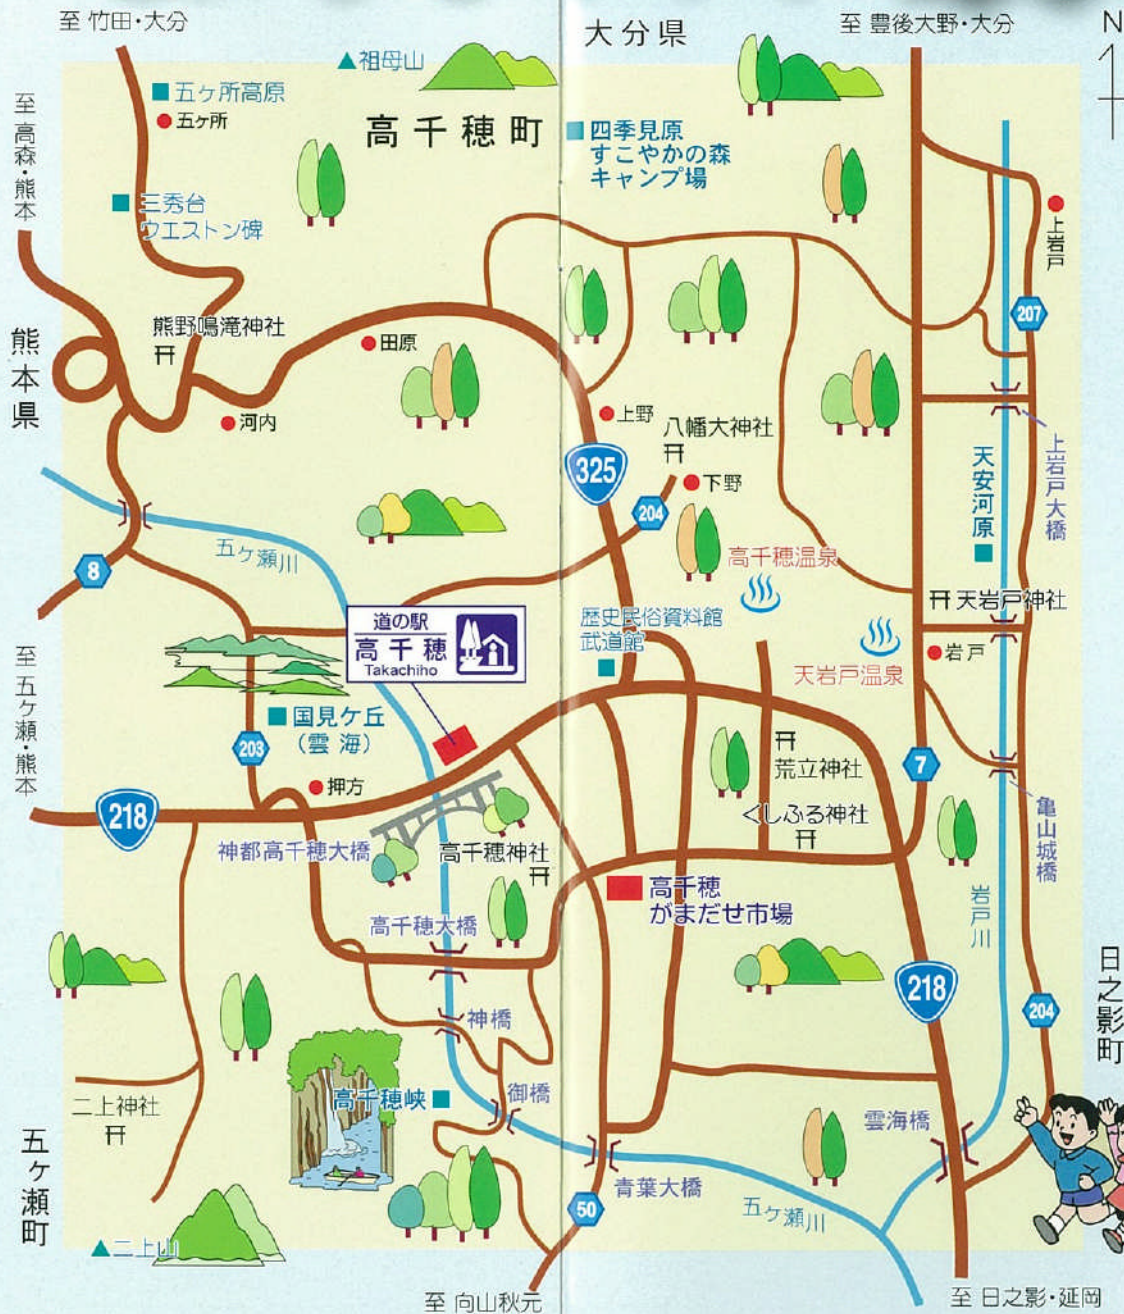 至 竹田・大分
大分県
至 豊後大野・大分
N
▲祖母山
五ヶ所高原
五ヶ所
至 高森・熊本
高千穂町
四季見原
すこやかの森
キャンプ場
三秀台
ウエストン碑
上岩戸
207
熊野鳴滝神社
熊本県
田原
河内
上野
八幡大神社
325
下野
204
上岩戸大橋
天安河原
五ヶ瀬川
8
高千穂温泉
天岩戸神社
道の駅
高千穂
Takachiho
歴史民俗資料館
武道館
岩戸
天岩戸温泉
至 五ヶ瀬・熊本
国見ケ丘
（雲 海）
203
押方
荒立神社
7
218
くしふる神社
亀山城橋
神都高千穂大橋
高千穂神社
高千穂
がまだせ市場
岩戸川
高千穂大橋
218
204
日之影町
神橋
高千穂峡
御橋
二上神社
雲海橋
五ヶ瀬町
青葉大橋
50
五ヶ瀬川
▲二上山
至 向山秋元
至 日之影・延岡